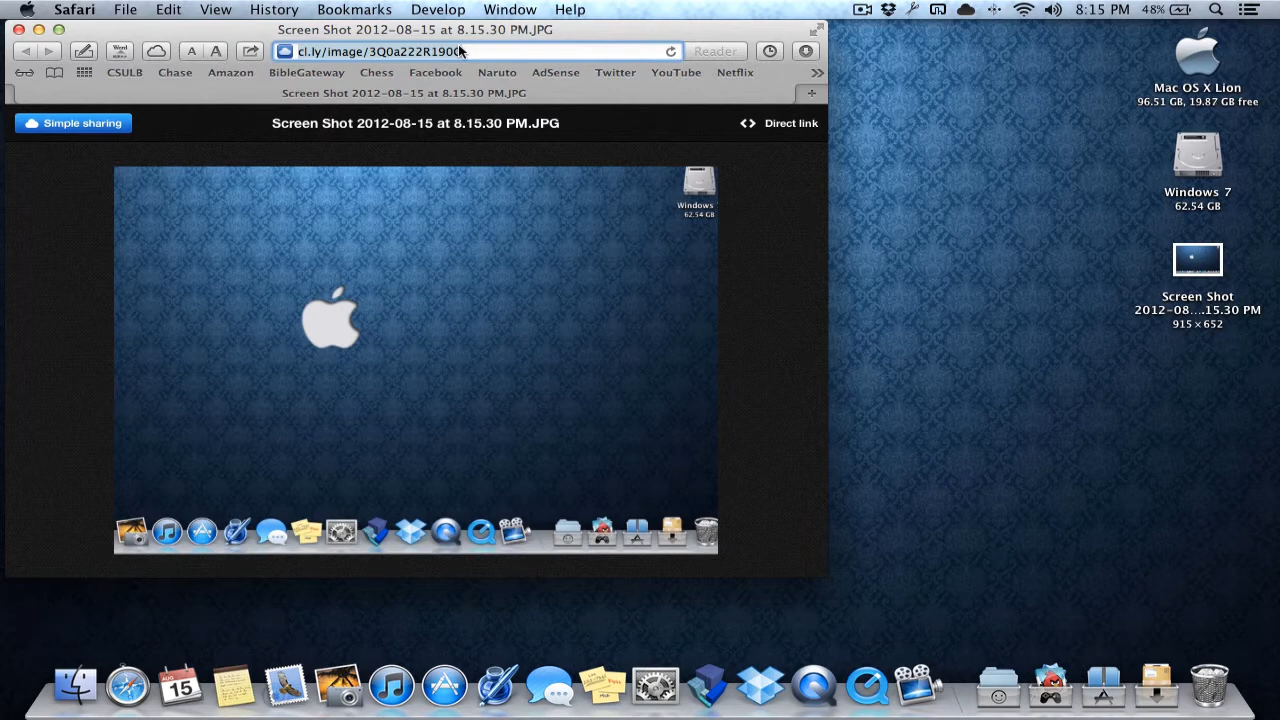 Safari File Edit View History Bookmarks Develop Window Help 8:15 PM 48%
Screen Shot 2012-08-15 at 8.15.30 PM.JPG
Word
A A
Reader
CSULB Chase Amazon BibleGateway Chess Facebook Naruto AdSense Twitter YouTube Netflix
Screen Shot 2012-08-15 at 8.15.30 PM.JPG
Simple sharing Screen Shot 2012-08-15 at 8.15.30 PM.JPG Direct link
Windows
62.54 GB
Mac OS X Lion
96.51 GB, 19.87 GB free
Windows 7
62.54 GB
Screen Shot
2012-08....15.30 PM
915×652
AUG
15